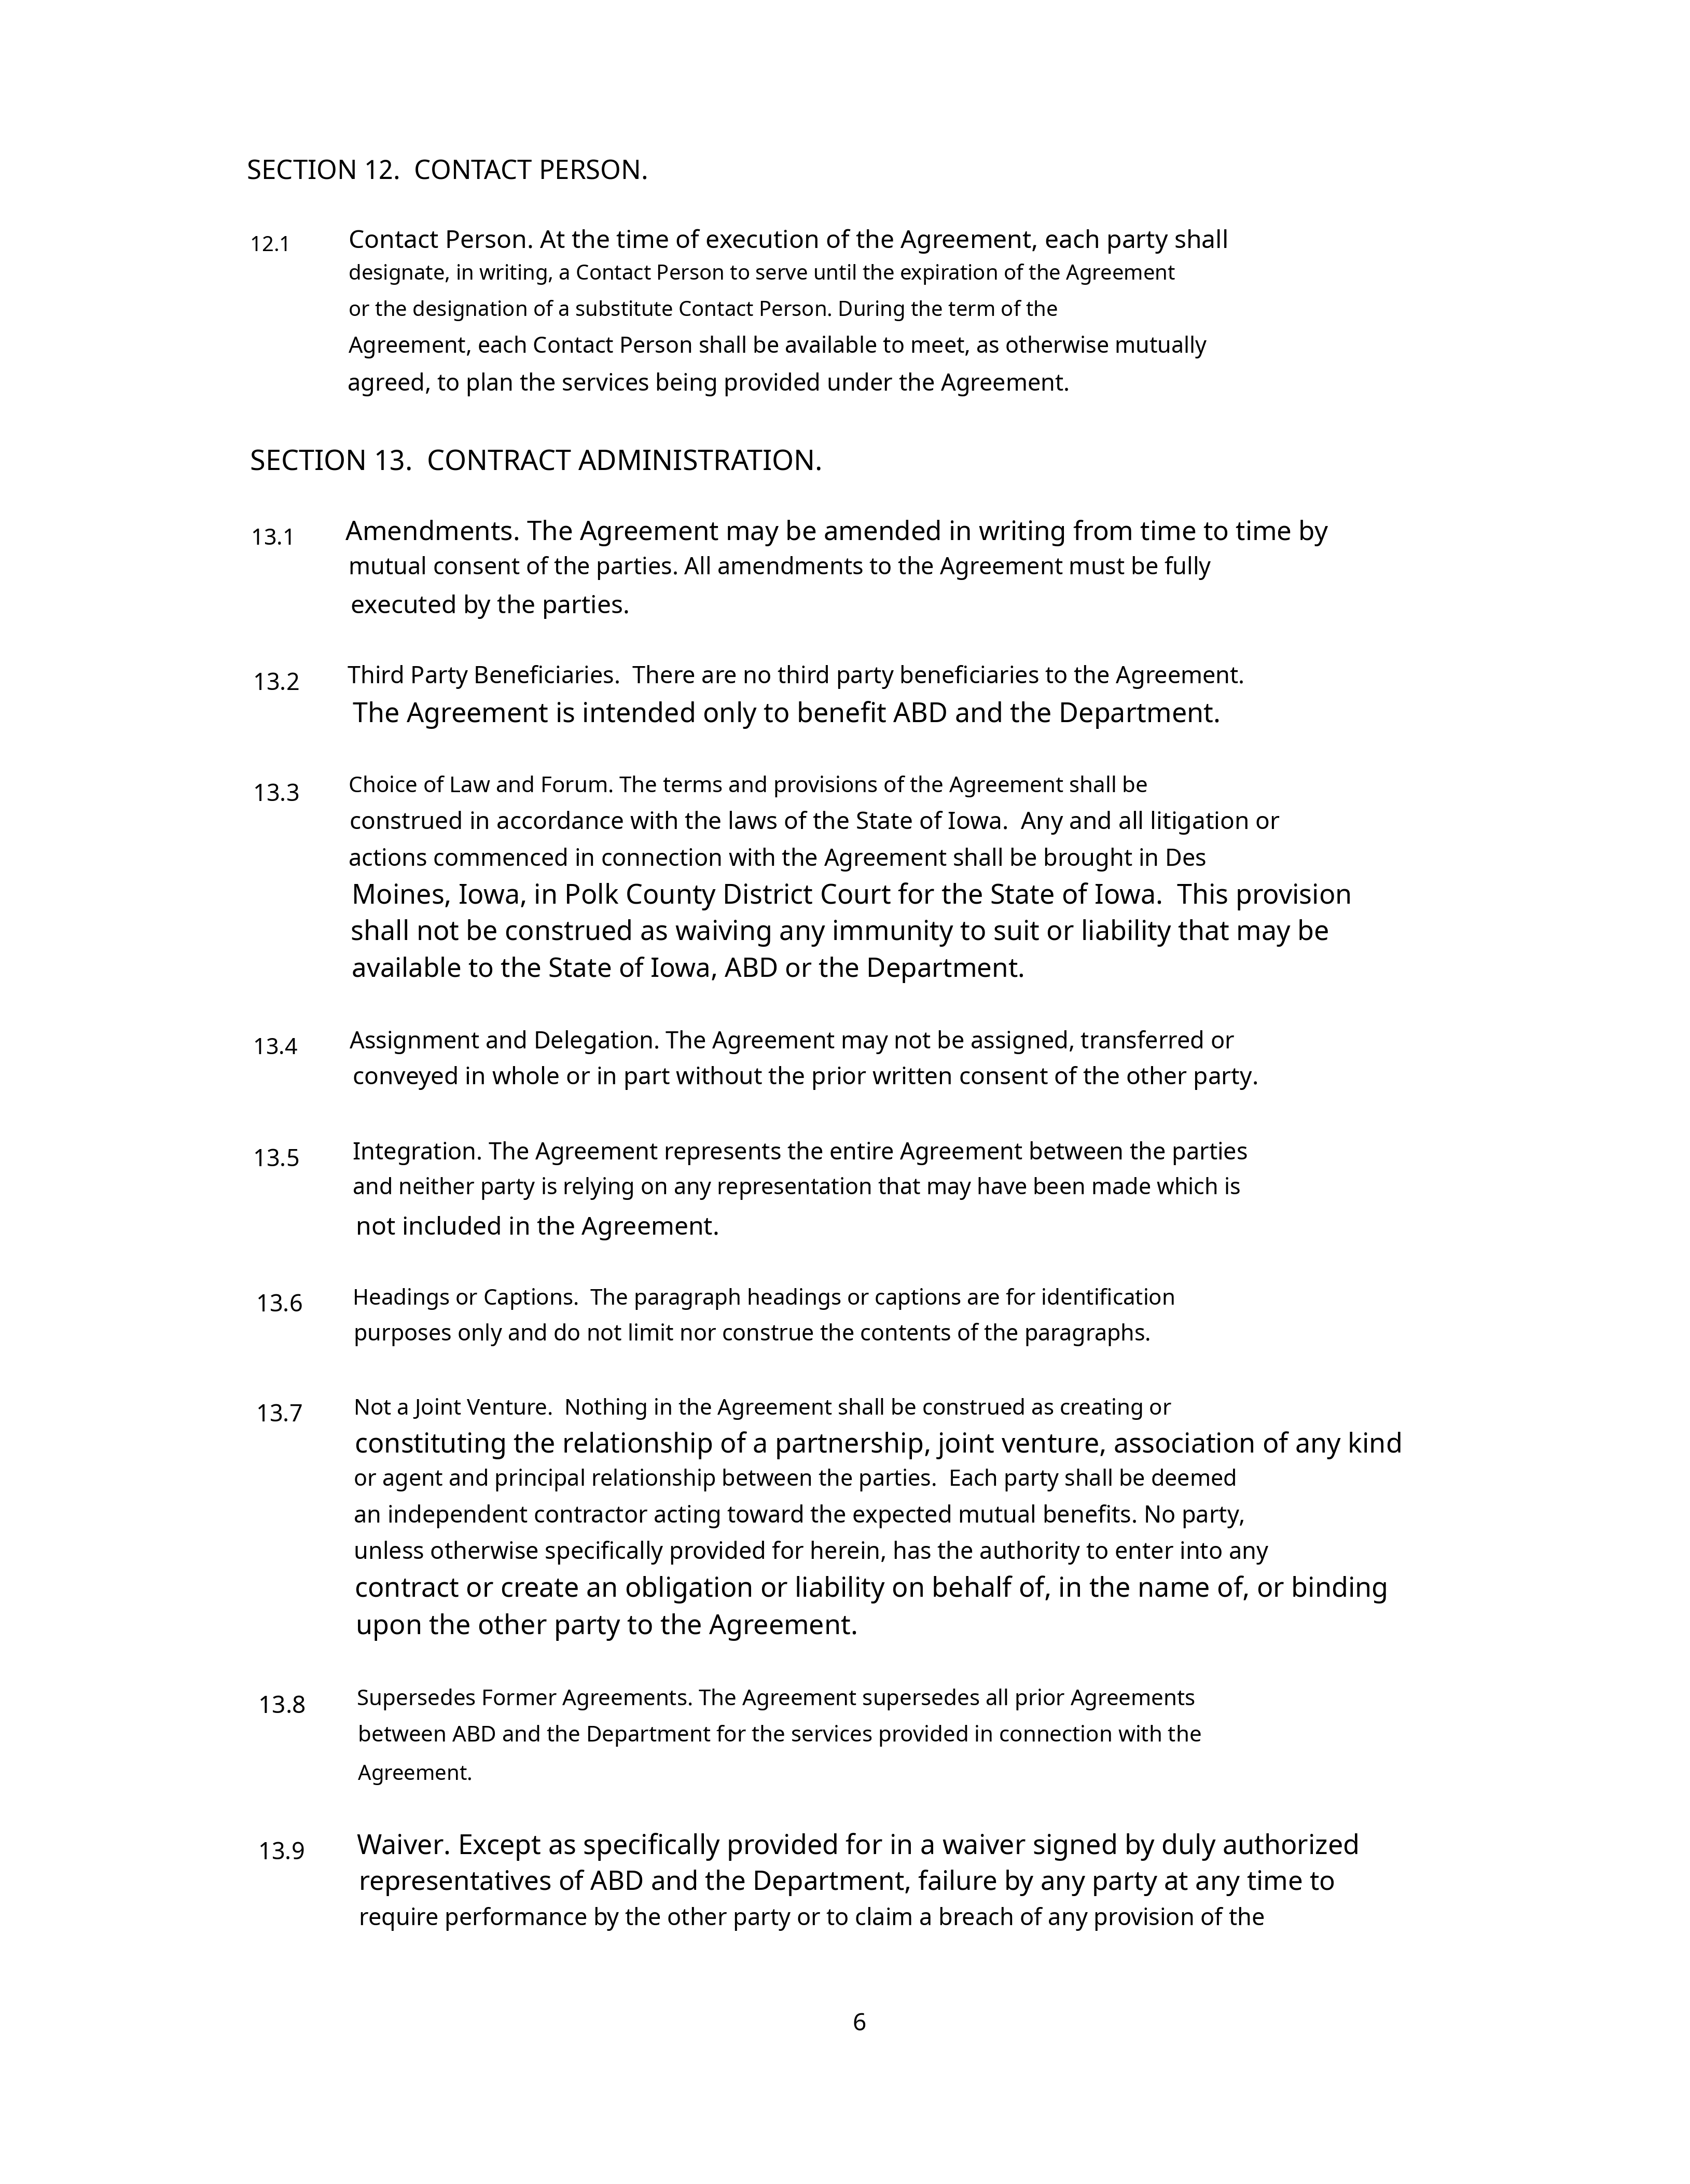 SECTION 12. CONTACT PERSON.
12.1 Contact Person. At the time of execution of the Agreement, each party shall
designate, in writing, a Contact Person to serve until the expiration of the Agreement
or the designation of a substitute Contact Person. During the term of the
Agreement, each Contact Person shall be available to meet, as otherwise mutually
agreed, to plan the services being provided under the Agreement.
SECTION 13. CONTRACT ADMINISTRATION.
13.1 Amendments. The Agreement may be amended in writing from time to time by
mutual consent of the parties. All amendments to the Agreement must be fully
executed by the parties.
13.2 Third Party Beneficiaries. There are no third party beneficiaries to the Agreement.
The Agreement is intended only to benefit ABD and the Department.
13.3 Choice of Law and Forum. The terms and provisions of the Agreement shall be
construed in accordance with the laws of the State of Iowa. Any and all litigation or
actions commenced in connection with the Agreement shall be brought in Des
Moines, Iowa, in Polk County District Court for the State of Iowa. This provision
shall not be construed as waiving any immunity to suit or liability that may be
available to the State of Iowa, ABD or the Department.
13.4 Assignment and Delegation. The Agreement may not be assigned, transferred or
conveyed in whole or in part without the prior written consent of the other party.
13.5 Integration. The Agreement represents the entire Agreement between the parties
and neither party is relying on any representation that may have been made which is
not included in the Agreement.
13.6 Headings or Captions. The paragraph headings or captions are for identification
purposes only and do not limit nor construe the contents of the paragraphs.
13.7 Not a Joint Venture. Nothing in the Agreement shall be construed as creating or
constituting the relationship of a partnership, joint venture, association of any kind
or agent and principal relationship between the parties. Each party shall be deemed
an independent contractor acting toward the expected mutual benefits. No party,
unless otherwise specifically provided for herein, has the authority to enter into any
contract or create an obligation or liability on behalf of, in the name of, or binding
upon the other party to the Agreement.
13.8 Supersedes Former Agreements. The Agreement supersedes all prior Agreements
between ABD and the Department for the services provided in connection with the
Agreement.
13.9 Waiver. Except as specifically provided for in a waiver signed by duly authorized
representatives of ABD and the Department, failure by any party at any time to
require performance by the other party or to claim a breach of any provision of the
6